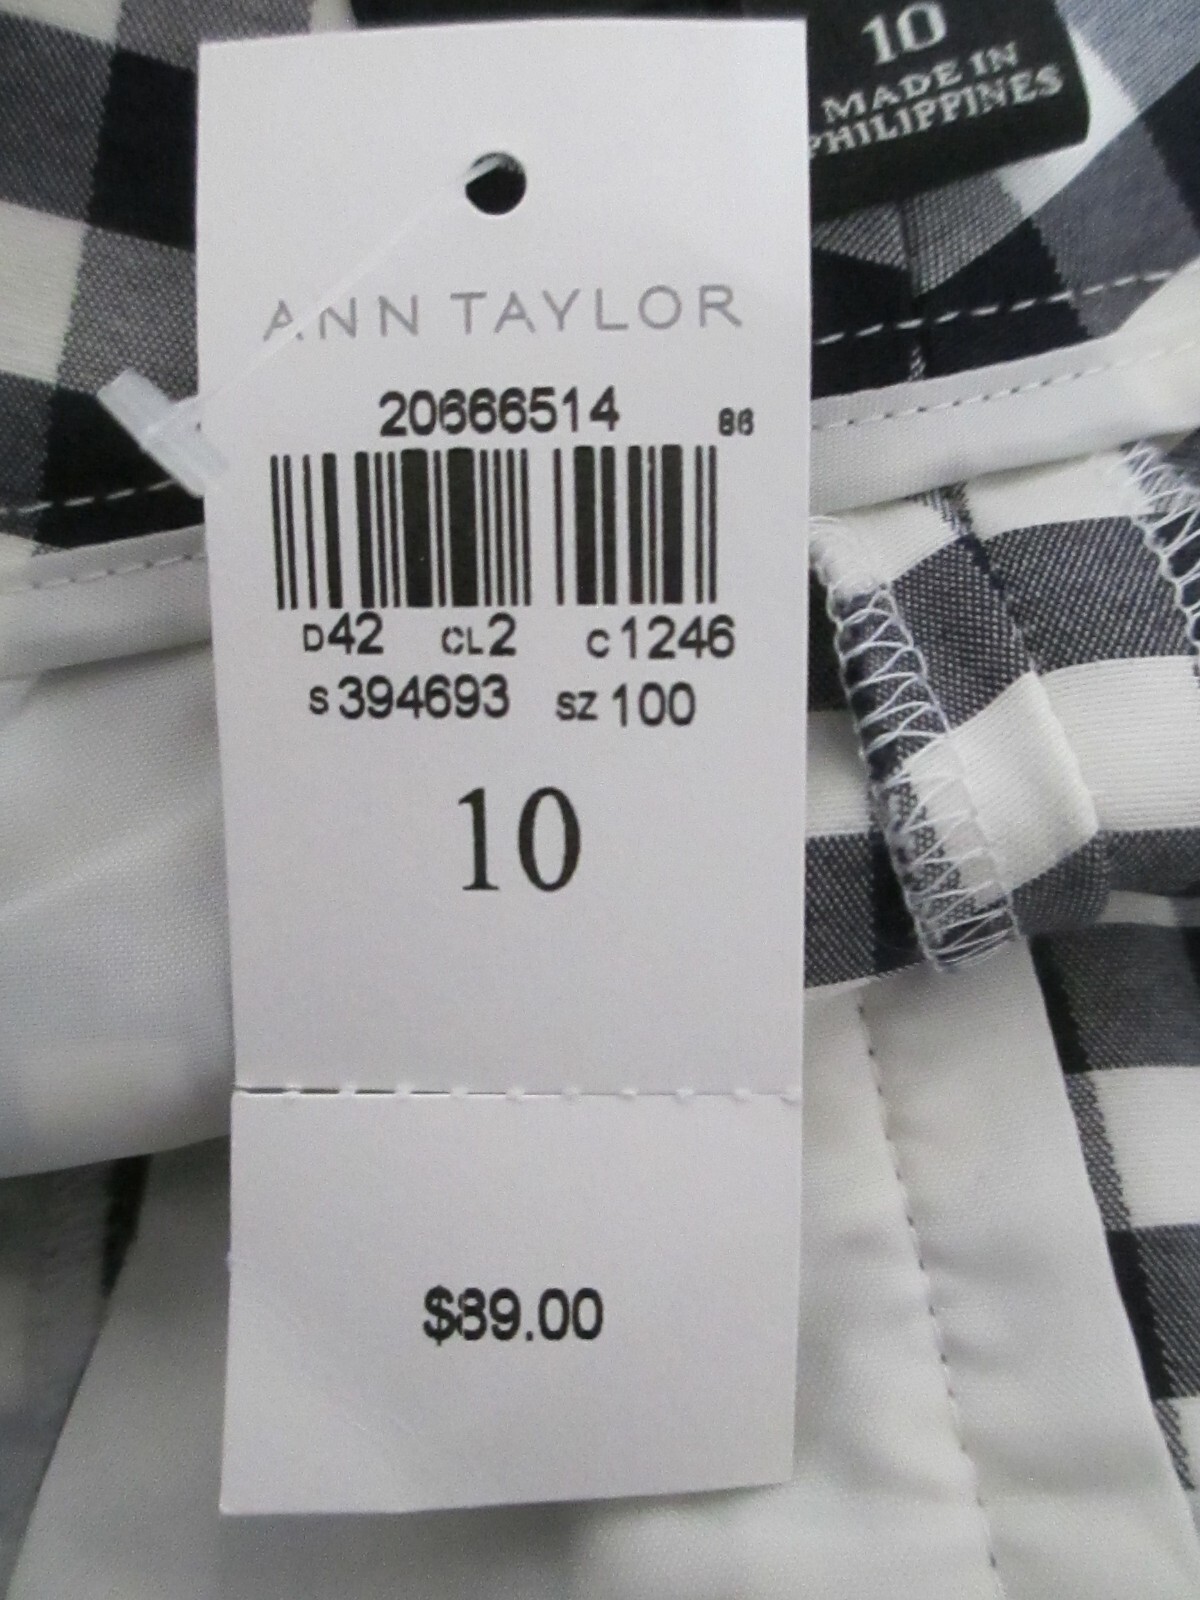 10
MADE IN
PHILIPPINES
ANN TAYLOR
20666514 86
D42 CL2 C1246
S394693 SZ100
10
$89.00